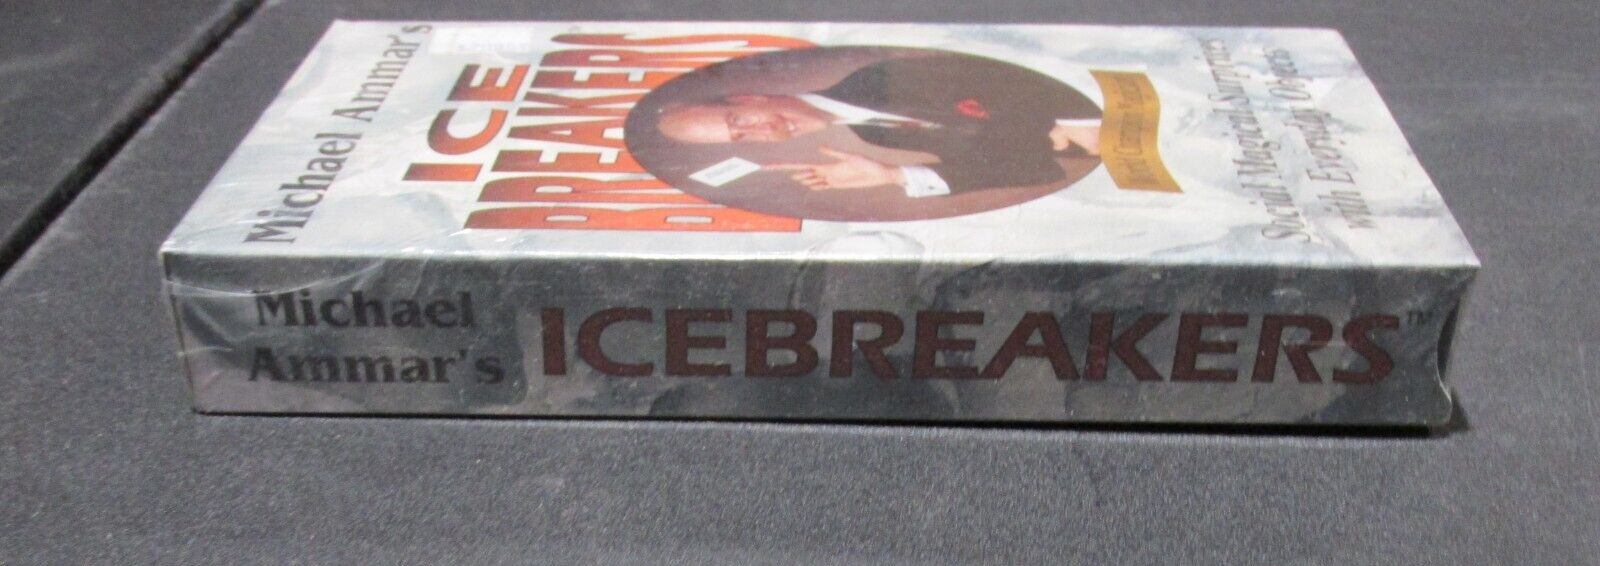 Michael Ammar's
ICE
BREAKERS
Social Magical Surprises
with Everyday Objects
Michael
Ammar's
ICEBREAKERS™